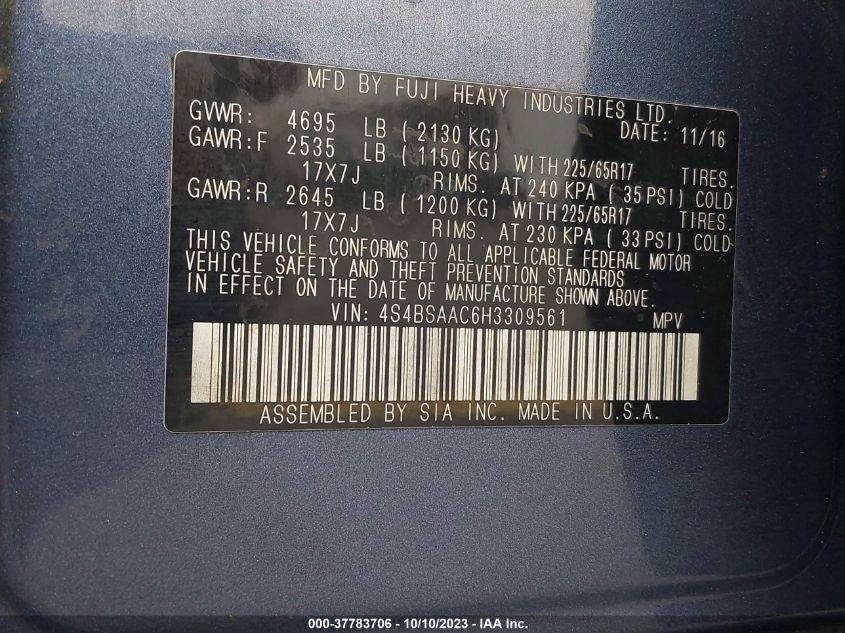 MFD BY FUJI HEAVY INDUSTRIES LTD.
GVWR: 4695 LB ( 2130 KG) DATE: 11/16
GAWR:F 2535 LB ( 1150 KG) WITH 225/65R17 TIRES.
17X7J RIMS. AT 240 KPA ( 35 PSI) COLD
GAWR:R 2645 LB ( 1200 KG) WITH 225/65R17 TIRES.
17X7J RIMS. AT 230 KPA ( 33 PSI) COLD
THIS VEHICLE CONFORMS TO ALL APPLICABLE FEDERAL MOTOR
VEHICLE SAFETY AND THEFT PREVENTION STANDARDS
IN EFFECT ON THE DATE OF MANUFACTURE SHOWN ABOVE.
VIN: 4S4BSAAC6H3309561 MPV
ASSEMBLED BY SIA INC. MADE IN U.S.A.
000-37783706 - 10/10/2023 - IAA Inc.